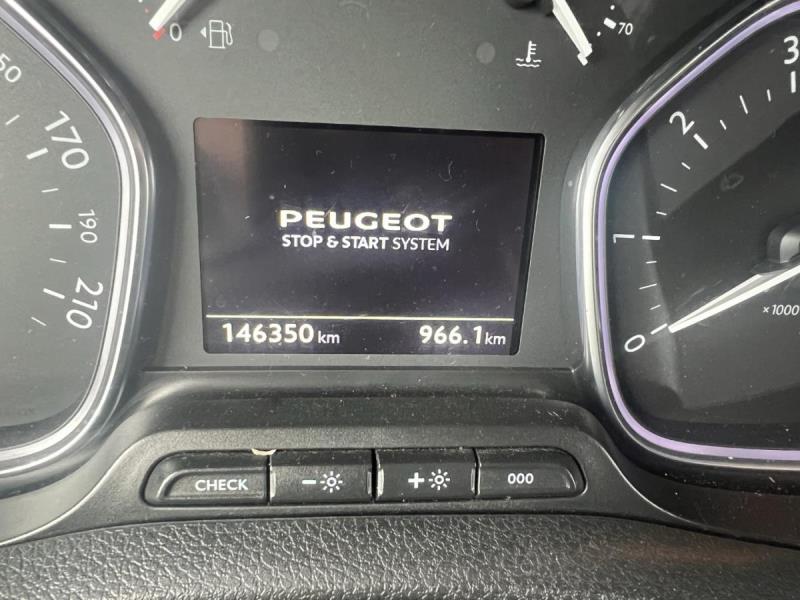 0
70
50
170
190
210
PEUGEOT
STOP & START SYSTEM
146350 km
966.1 km
3
2
1
0
×1000
CHECK
-
+
000